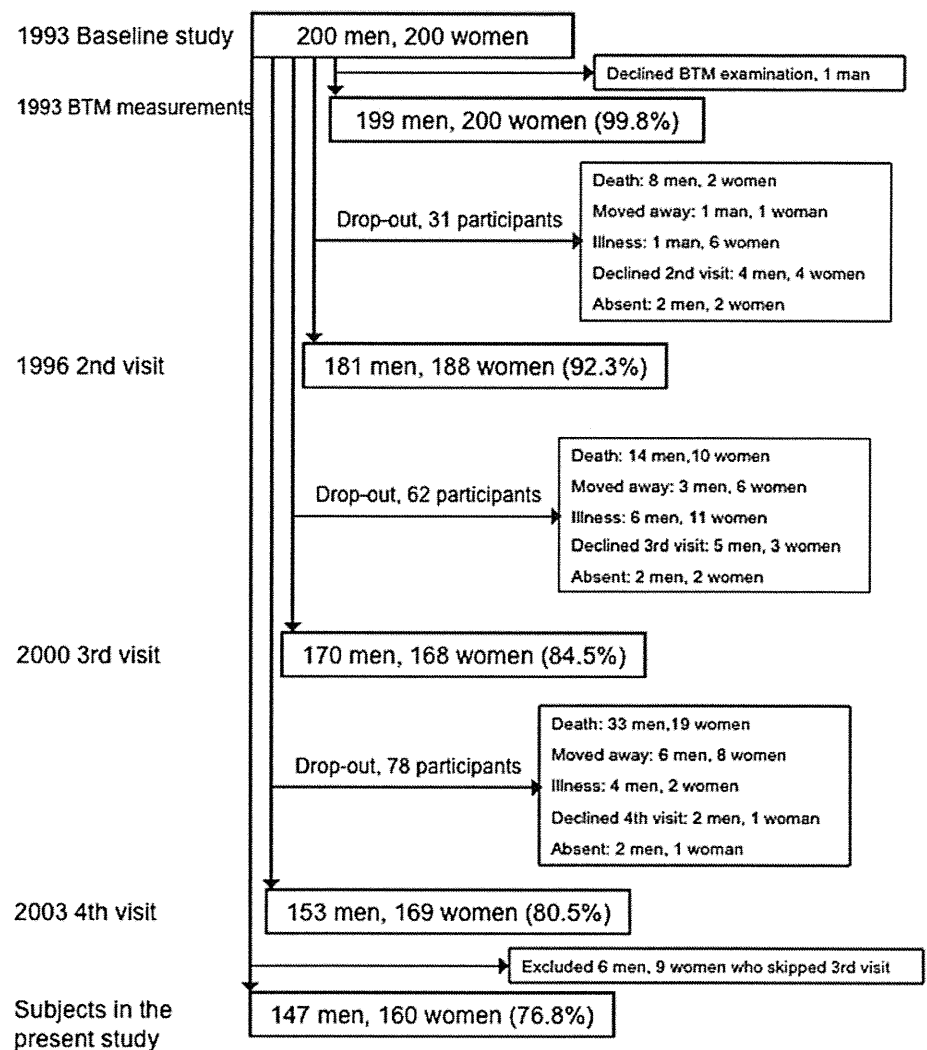 1993 Baseline study
200 men, 200 women
Declined BTM examination, 1 man
1993 BTM measurements
199 men, 200 women (99.8%)
Death: 8 men, 2 women
Moved away: 1 man, 1 woman
Drop-out, 31 participants
Illness: 1 man, 6 women
Declined 2nd visit: 4 men, 4 women
Absent: 2 men, 2 women
1996 2nd visit
181 men, 188 women (92.3%)
Death: 14 men,10 women
Moved away: 3 men, 6 women
Drop-out, 62 participants
Illness: 6 men, 11 women
Declined 3rd visit: 5 men, 3 women
Absent: 2 men, 2 women
2000 3rd visit
170 men, 168 women (84.5%)
Death: 33 men,19 women
Moved away: 6 men, 8 women
Drop-out, 78 participants
Illness: 4 men, 2 women
Declined 4th visit: 2 men, 1 woman
Absent: 2 men, 1 woman
2003 4th visit
153 men, 169 women (80.5%)
Excluded 6 men, 9 women who skipped 3rd visit
Subjects in the
present study
147 men, 160 women (76.8%)